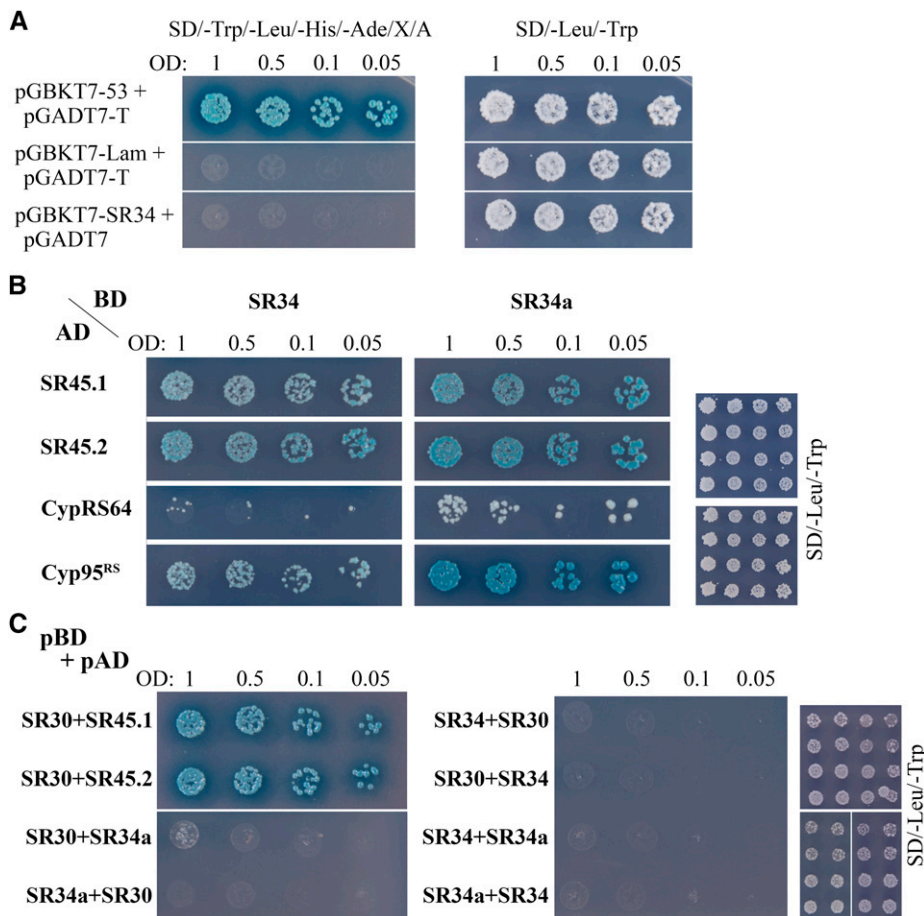 A
SD/-Trp/-Leu/-His/-Ade/X/A
SD/-Leu/-Trp
OD: 1 0.5 0.1 0.05
1 0.5 0.1 0.05
pGBKT7-53 +
pGADT7-T
pGBKT7-Lam +
pGADT7-T
pGBKT7-SR34 +
pGADT7
B
BD
AD
SR34
SR34a
OD: 1 0.5 0.1 0.05
1 0.5 0.1 0.05
SR45.1
SR45.2
CypRS64
Cyp95RS
SD/-Leu/-Trp
C
pBD
+ pAD
OD: 1 0.5 0.1 0.05
1 0.5 0.1 0.05
SR30+SR45.1
SR30+SR45.2
SR30+SR34a
SR34a+SR30
SR34+SR30
SR30+SR34
SR34+SR34a
SR34a+SR34
SD/-Leu/-Trp